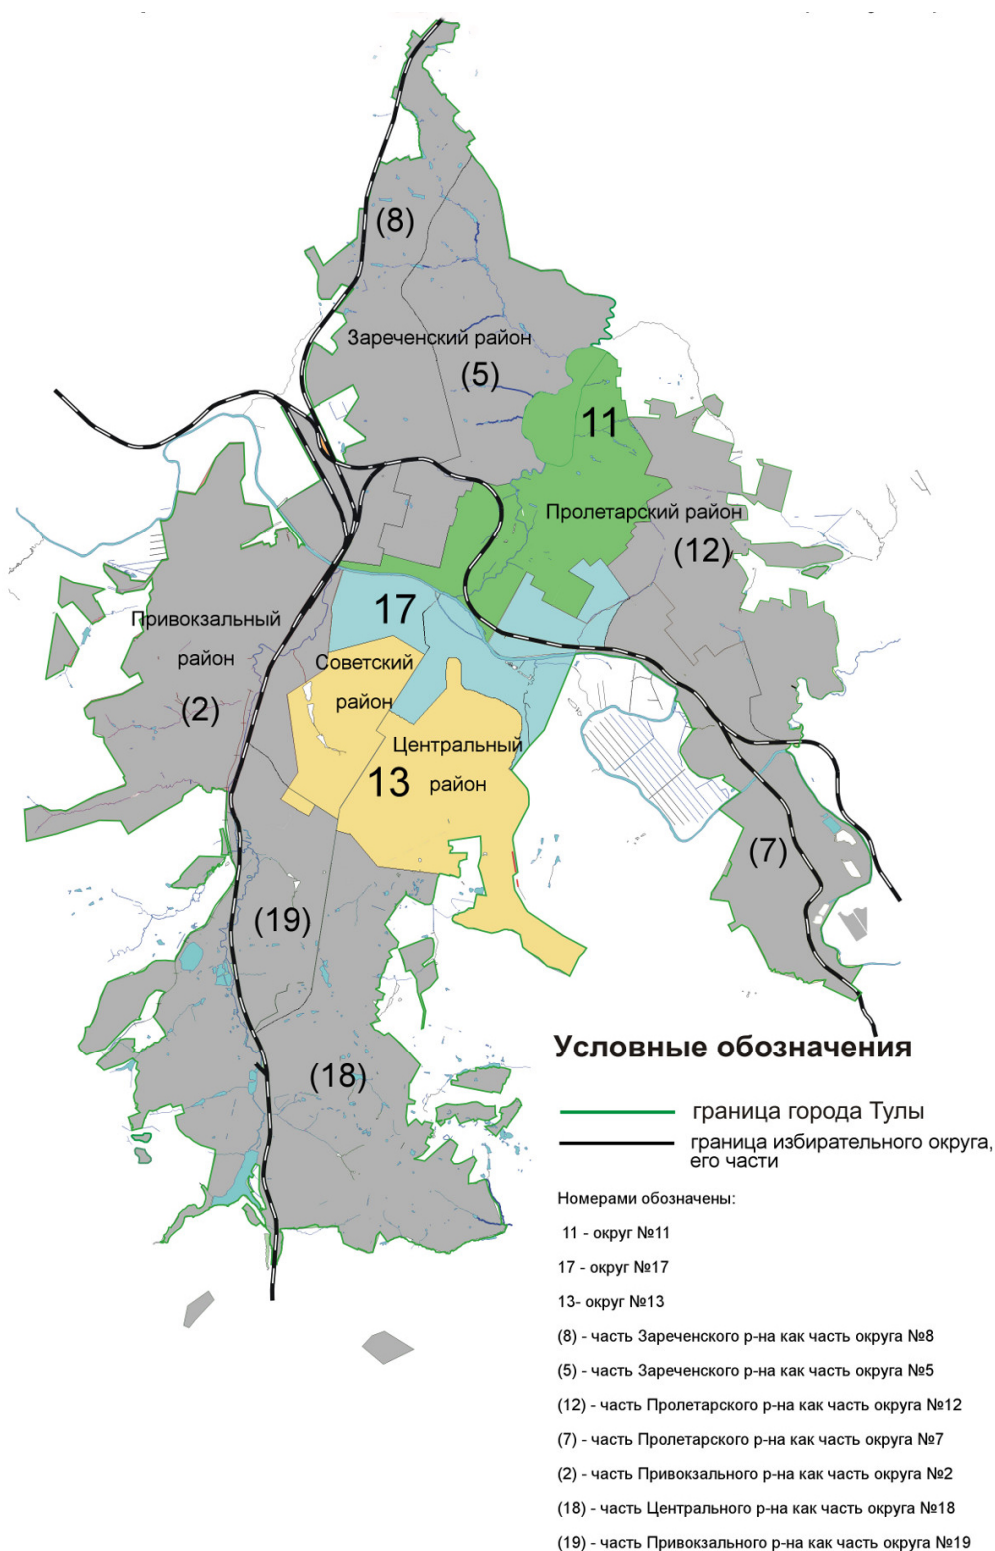 (8)
Зареченский район
(5)
11
Пролетарский район
(12)
17
Привокзальный
район
(2)
Советский
район
Центральный
район
13
(7)
(19)
(18)
Условные обозначения
граница города Тулы
граница избирательного округа,
его части
Номерами обозначены:
11 - округ №11
17 - округ №17
13- округ №13
(8) - часть Зареченского р-на как часть округа №8
(5) - часть Зареченского р-на как часть округа №5
(12) - часть Пролетарского р-на как часть округа №12
(7) - часть Пролетарского р-на как часть округа №7
(2) - часть Привокзального р-на как часть округа №2
(18) - часть Центрального р-на как часть округа №18
(19) - часть Привокзального р-на как часть округа №19